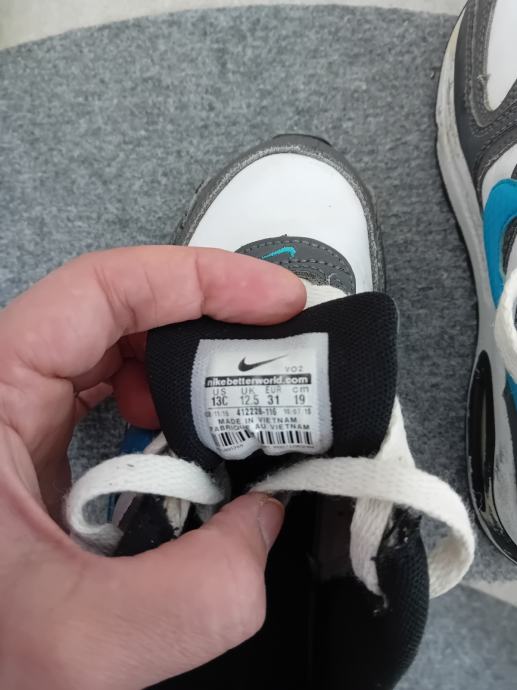 VO2
nikebetterworld.com
US UK EUR cm
13C 12.5 31 19
412228-116
MADE IN VIETNAM
FABRIQUE AU VIETNAM